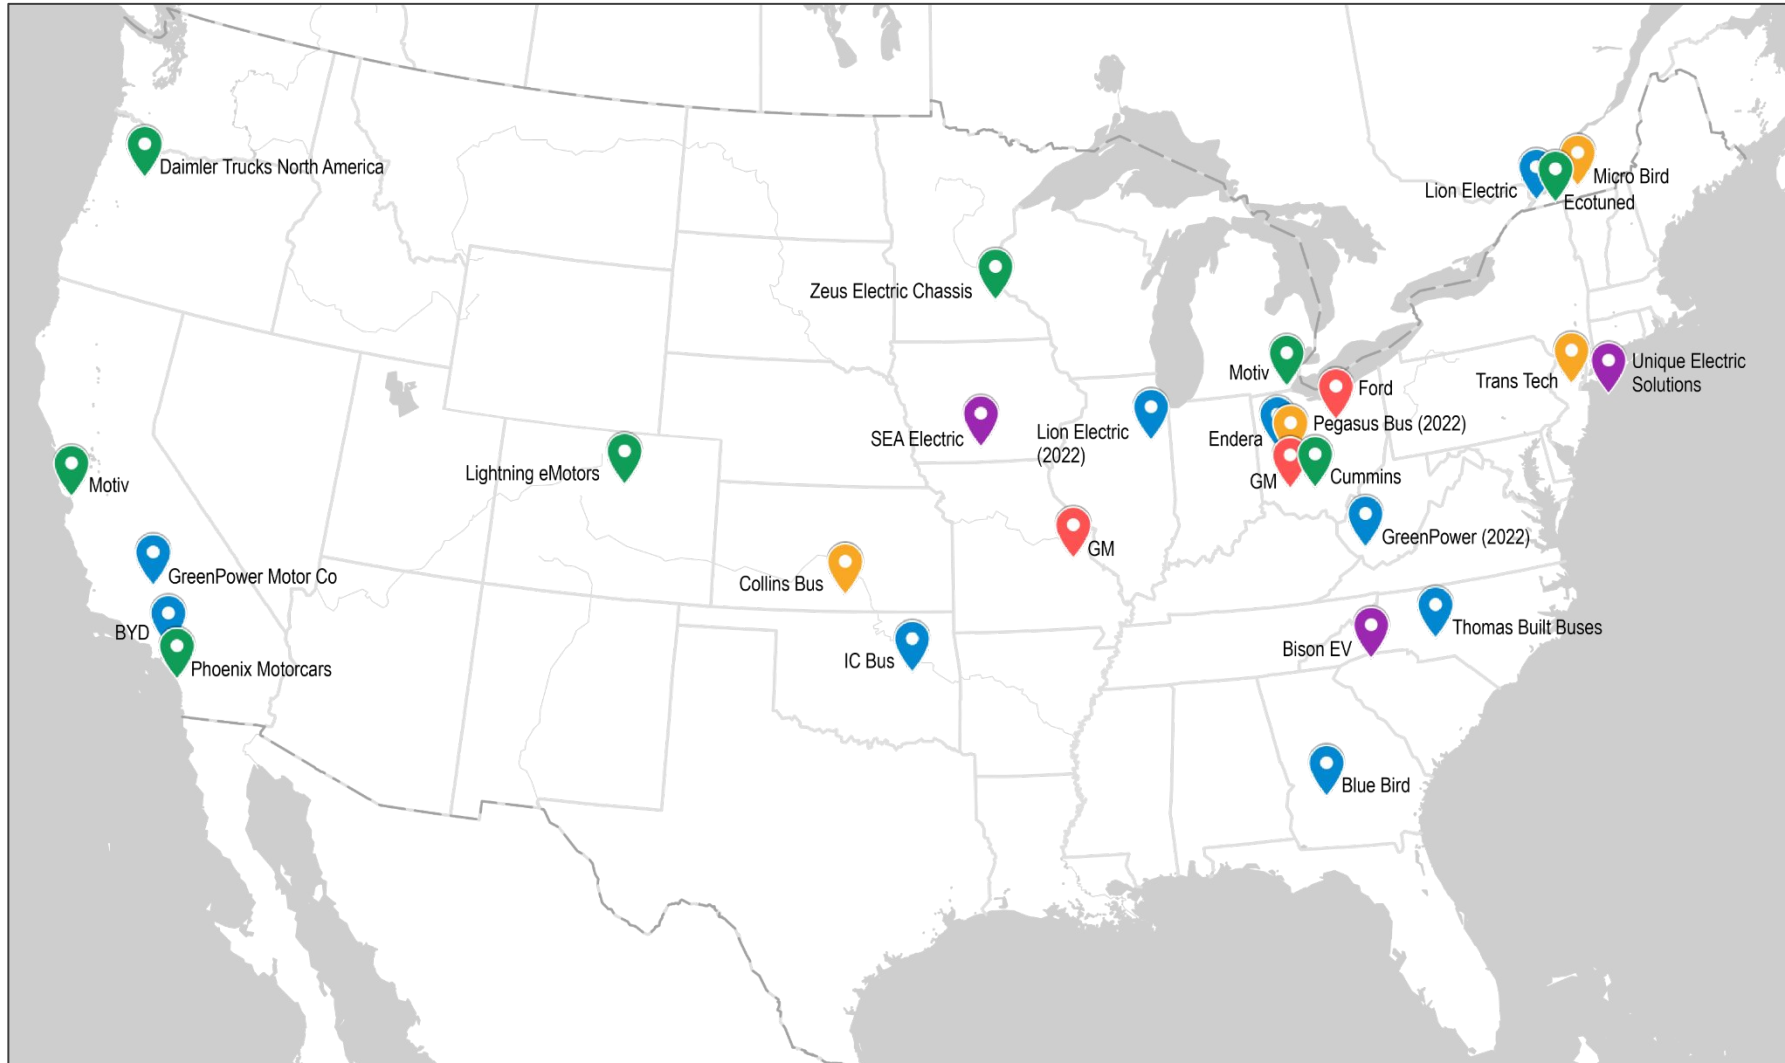 Daimler Trucks North America
Micro Bird
Lion Electric
Ecotuned
Zeus Electric Chassis
Motiv
Ford
Trans Tech
Unique Electric
Solutions
SEA Electric
Lion Electric
(2022)
Endera
Pegasus Bus (2022)
Lightning eMotors
GM
Cummins
Motiv
GM
GreenPower (2022)
GreenPower Motor Co
Collins Bus
BYD
Thomas Built Buses
Bison EV
IC Bus
Phoenix Motorcars
Blue Bird